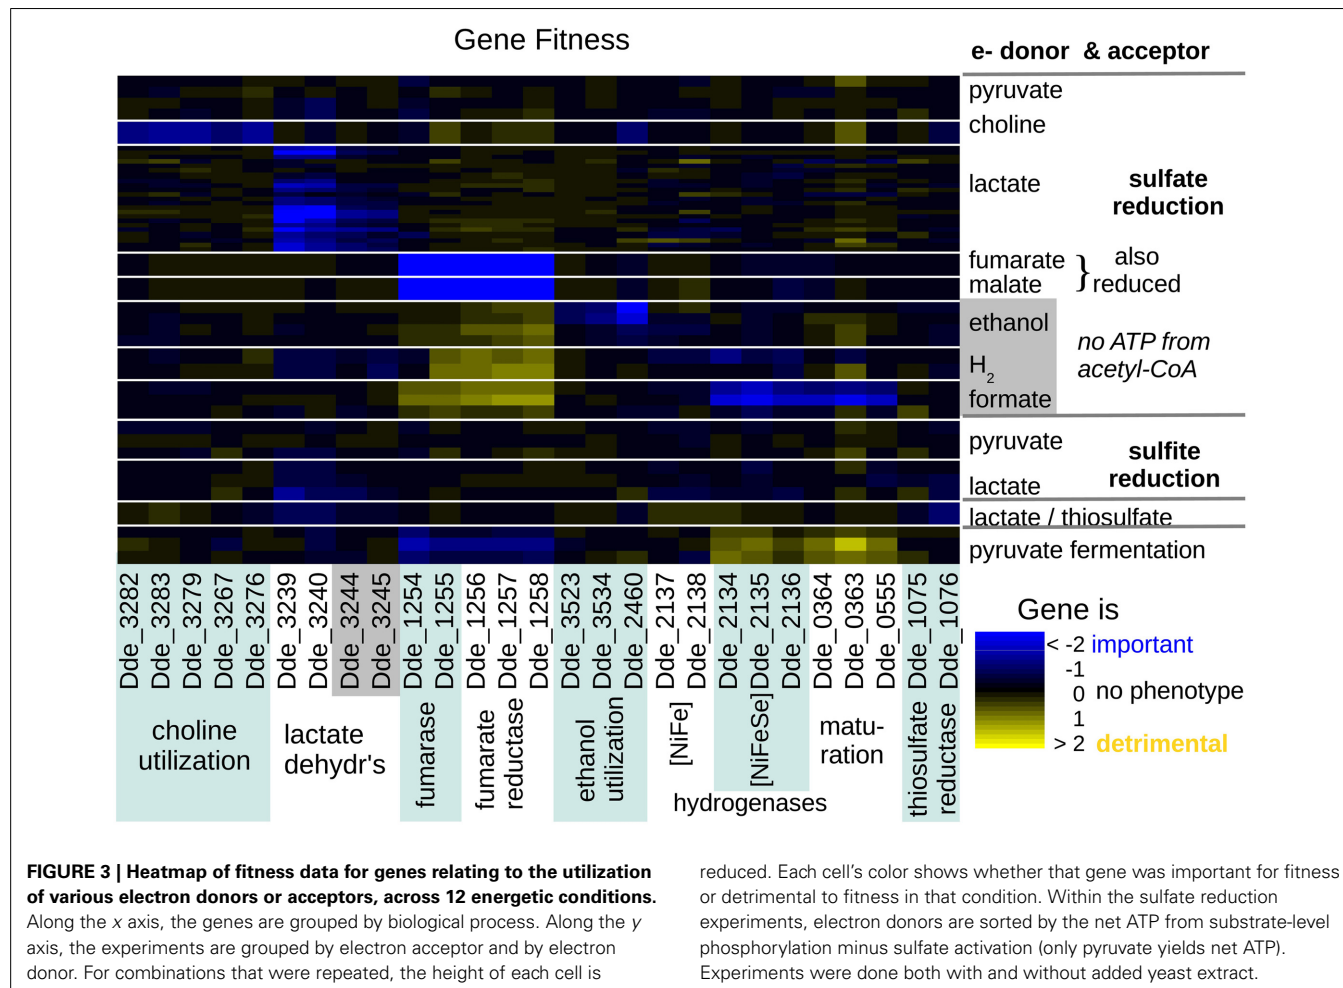 Gene Fitness
e- donor & acceptor
pyruvate
choline
lactate
sulfate
reduction
fumarate
malate
} also
reduced
ethanol
H2
formate
no ATP from
acetyl-CoA
pyruvate
lactate
sulfite
reduction
lactate / thiosulfate
pyruvate fermentation
Dde_3282
Dde_3283
Dde_3279
Dde_3267
Dde_3276
Dde_3239
Dde_3240
Dde_3244
Dde_3245
Dde_1254
Dde_1255
Dde_1256
Dde_1257
Dde_1258
Dde_3523
Dde_3534
Dde_2460
Dde_2137
Dde_2138
Dde_2134
Dde_2135
Dde_2136
Dde_0364
Dde_0363
Dde_0555
Dde_1075
Dde_1076
choline
utilization
lactate
dehydr's
fumarase
fumarate
reductase
ethanol
utilization
[NiFe]
[NiFeSe]
hydrogenases
matu-
ration
thiosulfate
reductase
Gene is
< -2 important
-1
0 no phenotype
1
> 2 detrimental
FIGURE 3 | Heatmap of fitness data for genes relating to the utilization
of various electron donors or acceptors, across 12 energetic conditions.
Along the x axis, the genes are grouped by biological process. Along the y
axis, the experiments are grouped by electron acceptor and by electron
donor. For combinations that were repeated, the height of each cell is
reduced. Each cell's color shows whether that gene was important for fitness
or detrimental to fitness in that condition. Within the sulfate reduction
experiments, electron donors are sorted by the net ATP from substrate-level
phosphorylation minus sulfate activation (only pyruvate yields net ATP).
Experiments were done both with and without added yeast extract.